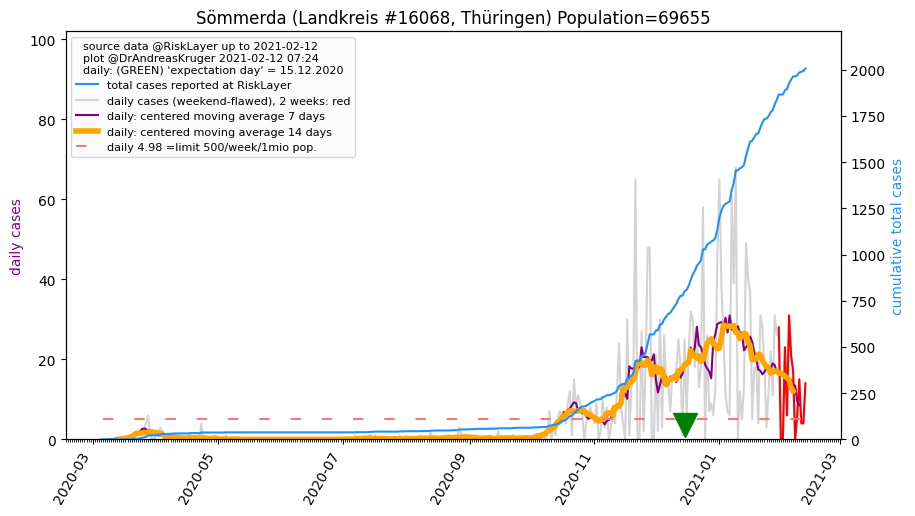 Sömmerda (Landkreis #16068, Thüringen) Population=69655
source data @RiskLayer up to 2021-02-12
plot @DrAndreasKruger 2021-02-12 07:24
daily: (GREEN) 'expectation day' = 15.12.2020
total cases reported at RiskLayer
daily cases (weekend-flawed), 2 weeks: red
daily: centered moving average 7 days
daily: centered moving average 14 days
daily 4.98 =limit 500/week/1mio pop.
daily cases
100
80
60
40
20
0
cumulative total cases
2000
1750
1500
1250
1000
750
500
250
0
2020-03
2020-05
2020-07
2020-09
2020-11
2021-01
2021-03